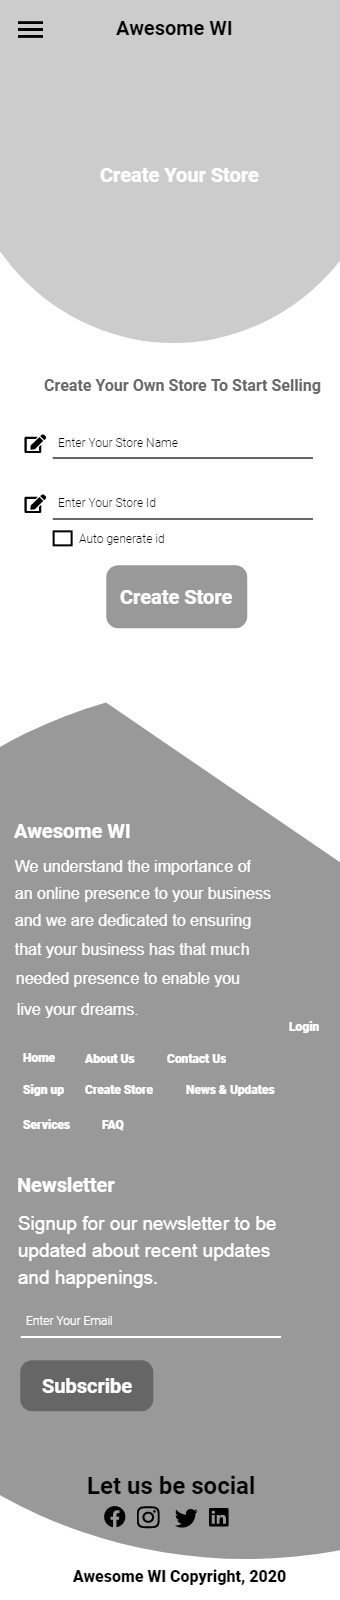 Awesome WI
Create Your Store
Create Your Own Store To Start Selling
Enter Your Store Name
Enter Your Store Id
Auto generate id
Create Store
Awesome WI
We understand the importance of
an online presence to your business
and we are dedicated to ensuring
that your business has that much
needed presence to enable you
live your dreams.
Login
Home About Us Contact Us
Sign up Create Store News & Updates
Services FAQ
Newsletter
Signup for our newsletter to be
updated about recent updates
and happenings.
Enter Your Email
Subscribe
Let us be social
Awesome WI Copyright, 2020